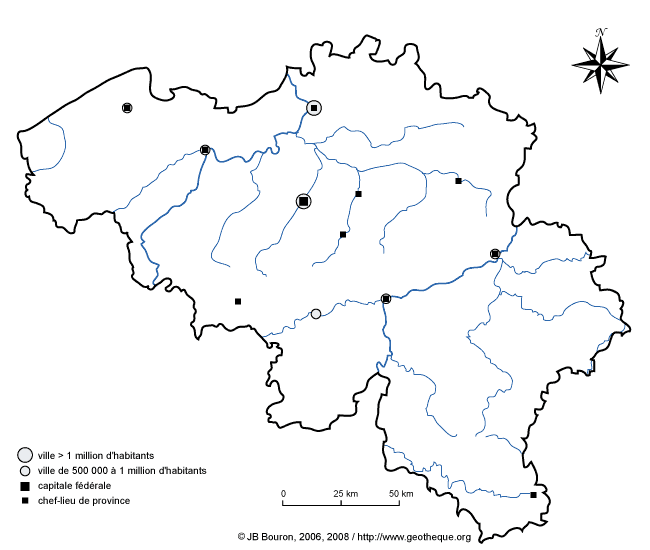 N
ville > 1 million d'habitants
ville de 500 000 à 1 million d'habitants
capitale fédérale
chef-lieu de province
0 25 km 50 km
© JB Bouron, 2006, 2008 / http://www.geotheque.org